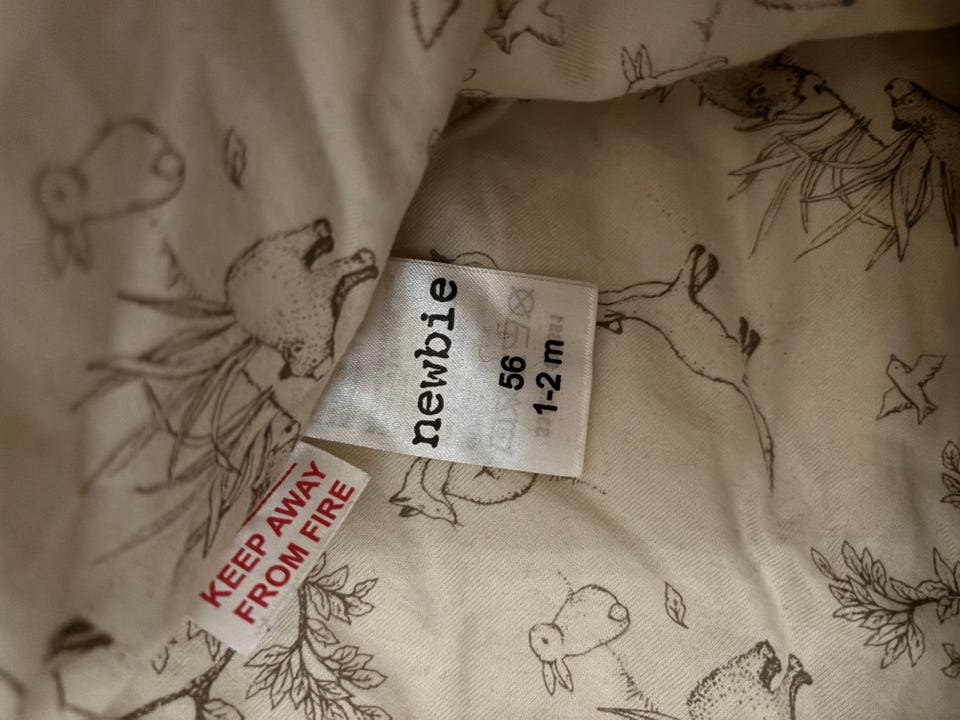 newbie
56
1-2 m
KEEP AWAY
FROM FIRE